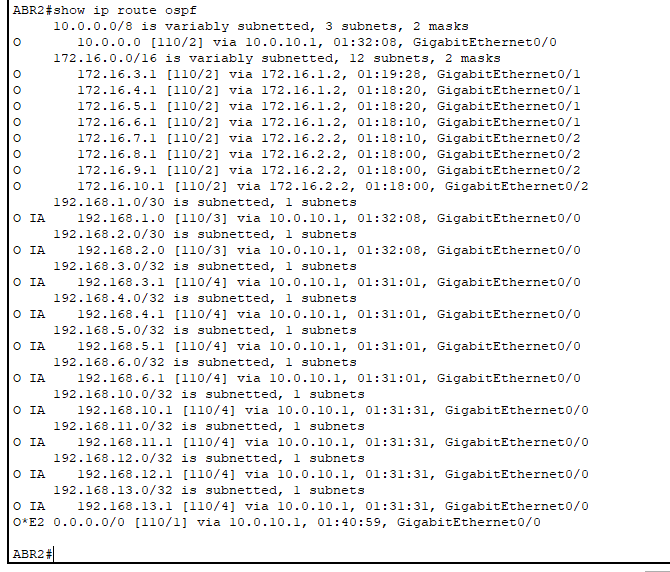 ABR2#show ip route ospf
     10.0.0.0/8 is variably subnetted, 3 subnets, 2 masks
O       10.0.0.0 [110/2] via 10.0.10.1, 01:32:08, GigabitEthernet0/0
     172.16.0.0/16 is variably subnetted, 12 subnets, 2 masks
O       172.16.3.1 [110/2] via 172.16.1.2, 01:19:28, GigabitEthernet0/1
O       172.16.4.1 [110/2] via 172.16.1.2, 01:18:20, GigabitEthernet0/1
O       172.16.5.1 [110/2] via 172.16.1.2, 01:18:20, GigabitEthernet0/1
O       172.16.6.1 [110/2] via 172.16.1.2, 01:18:10, GigabitEthernet0/1
O       172.16.7.1 [110/2] via 172.16.2.2, 01:18:10, GigabitEthernet0/2
O       172.16.8.1 [110/2] via 172.16.2.2, 01:18:00, GigabitEthernet0/2
O       172.16.9.1 [110/2] via 172.16.2.2, 01:18:00, GigabitEthernet0/2
O       172.16.10.1 [110/2] via 172.16.2.2, 01:18:00, GigabitEthernet0/2
     192.168.1.0/30 is subnetted, 1 subnets
O IA    192.168.1.0 [110/3] via 10.0.10.1, 01:32:08, GigabitEthernet0/0
     192.168.2.0/30 is subnetted, 1 subnets
O IA    192.168.2.0 [110/3] via 10.0.10.1, 01:32:08, GigabitEthernet0/0
     192.168.3.0/32 is subnetted, 1 subnets
O IA    192.168.3.1 [110/4] via 10.0.10.1, 01:31:01, GigabitEthernet0/0
     192.168.4.0/32 is subnetted, 1 subnets
O IA    192.168.4.1 [110/4] via 10.0.10.1, 01:31:01, GigabitEthernet0/0
     192.168.5.0/32 is subnetted, 1 subnets
O IA    192.168.5.1 [110/4] via 10.0.10.1, 01:31:01, GigabitEthernet0/0
     192.168.6.0/32 is subnetted, 1 subnets
O IA    192.168.6.1 [110/4] via 10.0.10.1, 01:31:01, GigabitEthernet0/0
     192.168.10.0/32 is subnetted, 1 subnets
O IA    192.168.10.1 [110/4] via 10.0.10.1, 01:31:31, GigabitEthernet0/0
     192.168.11.0/32 is subnetted, 1 subnets
O IA    192.168.11.1 [110/4] via 10.0.10.1, 01:31:31, GigabitEthernet0/0
     192.168.12.0/32 is subnetted, 1 subnets
O IA    192.168.12.1 [110/4] via 10.0.10.1, 01:31:31, GigabitEthernet0/0
     192.168.13.0/32 is subnetted, 1 subnets
O IA    192.168.13.1 [110/4] via 10.0.10.1, 01:31:31, GigabitEthernet0/0
O*E2 0.0.0.0/0 [110/1] via 10.0.10.1, 01:40:59, GigabitEthernet0/0
ABR2#